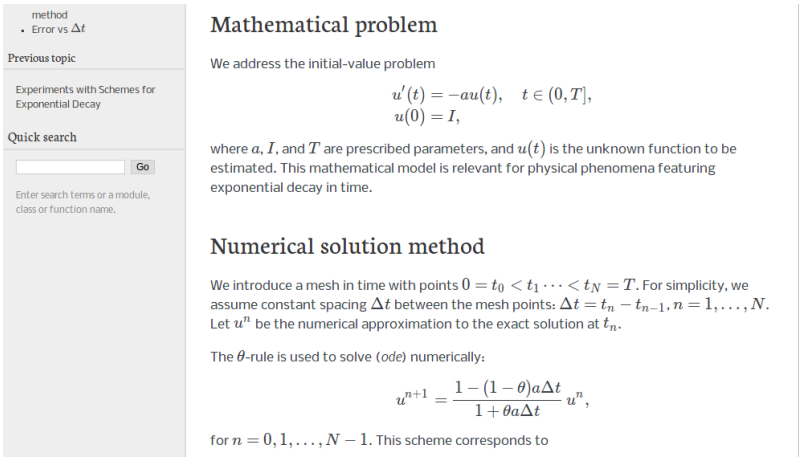 method
• Error vs Δt
Previous topic
Experiments with Schemes for
Exponential Decay
Quick search
Go
Enter search terms or a module,
class or function name.
Mathematical problem
We address the initial-value problem
u′(t) = −au(t), t ∈ (0, T],
u(0) = I,
where a, I, and T are prescribed parameters, and u(t) is the unknown function to be
estimated. This mathematical model is relevant for physical phenomena featuring
exponential decay in time.
Numerical solution method
We introduce a mesh in time with points 0 = t₀ < t₁ ⋯ < t_N = T. For simplicity, we
assume constant spacing Δt between the mesh points: Δt = tₙ − tₙ₋₁, n = 1, …, N.
Let uⁿ be the numerical approximation to the exact solution at tₙ.
The θ-rule is used to solve (ode) numerically:
uⁿ⁺¹ = (1 − (1 − θ)aΔt)/(1 + θaΔt) uⁿ,
for n = 0, 1, …, N − 1. This scheme corresponds to